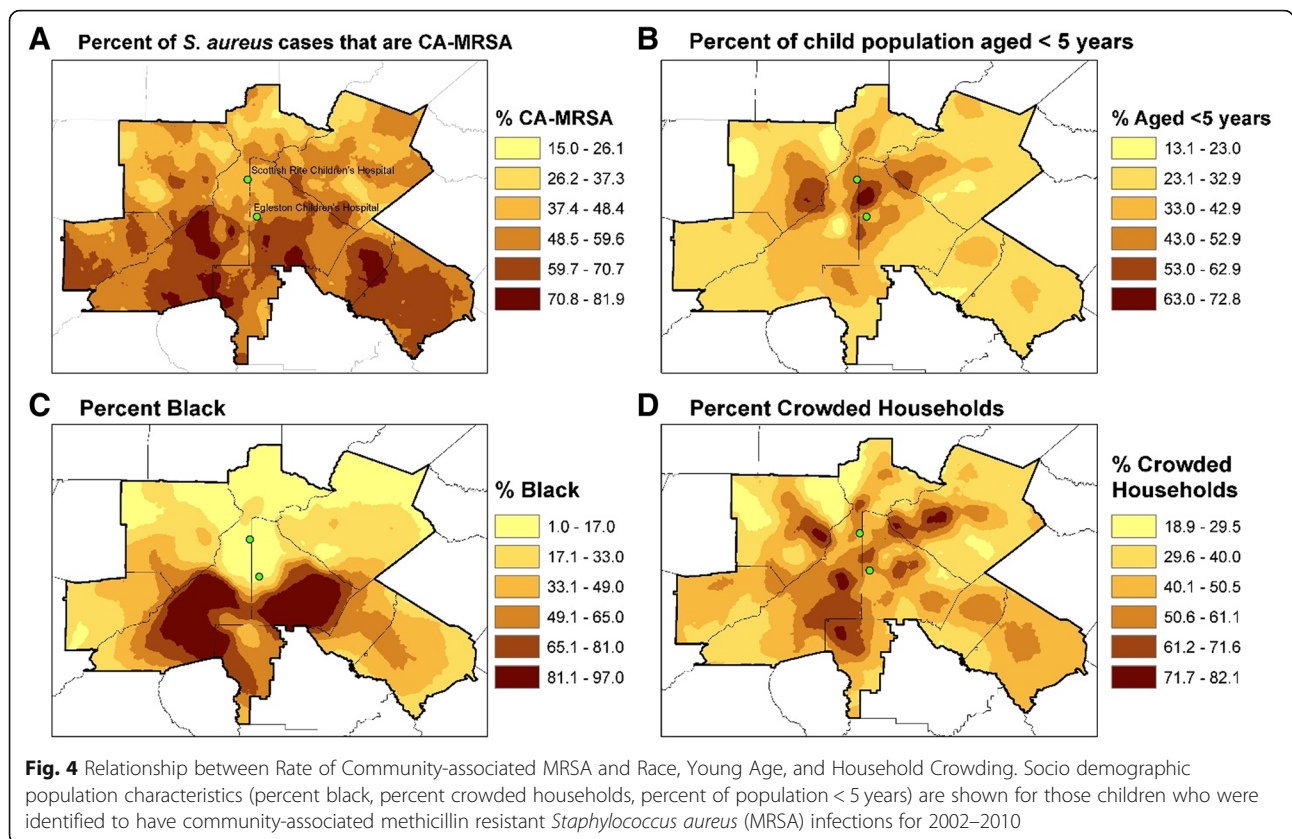 A Percent of S. aureus cases that are CA-MRSA
% CA-MRSA
15.0 - 26.1
26.2 - 37.3
37.4 - 48.4
48.5 - 59.6
59.7 - 70.7
70.8 - 81.9
Scottish Rite Children's Hospital
Egleston Children's Hospital
B Percent of child population aged < 5 years
% Aged <5 years
13.1 - 23.0
23.1 - 32.9
33.0 - 42.9
43.0 - 52.9
53.0 - 62.9
63.0 - 72.8
C Percent Black
% Black
1.0 - 17.0
17.1 - 33.0
33.1 - 49.0
49.1 - 65.0
65.1 - 81.0
81.1 - 97.0
D Percent Crowded Households
% Crowded
Households
18.9 - 29.5
29.6 - 40.0
40.1 - 50.5
50.6 - 61.1
61.2 - 71.6
71.7 - 82.1
Fig. 4 Relationship between Rate of Community-associated MRSA and Race, Young Age, and Household Crowding. Socio demographic
population characteristics (percent black, percent crowded households, percent of population < 5 years) are shown for those children who were
identified to have community-associated methicillin resistant Staphylococcus aureus (MRSA) infections for 2002–2010